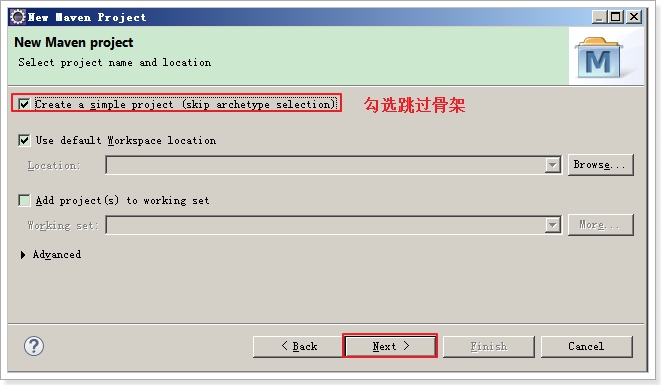 New Maven Project
New Maven project
Select project name and location
M
Create a simple project (skip archetype selection)
勾选跳过骨架
Use default Workspace location
Location:
Browse...
Add project(s) to working set
Working set:
More...
Advanced
?
< Back
Next >
Finish
Cancel